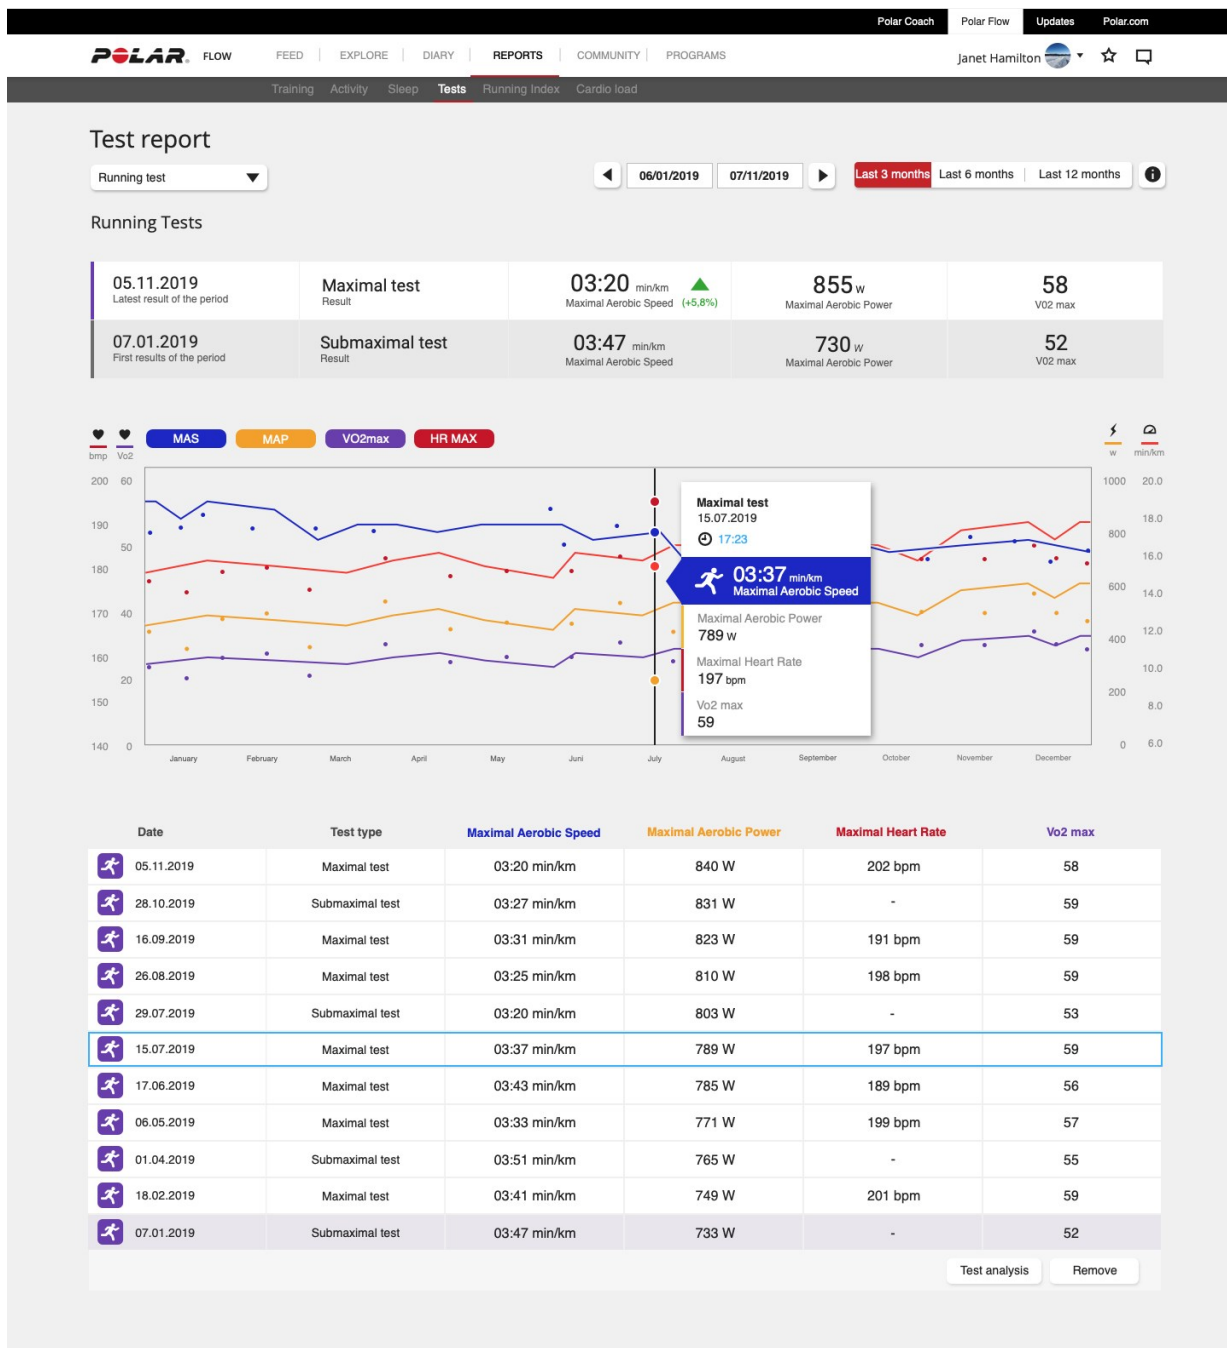 Polar Coach Polar Flow Updates Polar.com
POLAR. FLOW FEED EXPLORE DIARY REPORTS COMMUNITY PROGRAMS Janet Hamilton
Training Activity Sleep Tests Running Index Cardio load
Test report
Running test 06/01/2019 07/11/2019 Last 3 months Last 6 months Last 12 months
Running Tests
05.11.2019 Maximal test 03:20 min/km 855 w 58
Latest result of the period Result Maximal Aerobic Speed (+5,8%) Maximal Aerobic Power V02 max
07.01.2019 Submaximal test 03:47 min/km 730 w 52
First results of the period Result Maximal Aerobic Speed Maximal Aerobic Power V02 max
MAS MAP VO2max HR MAX
bmp Vo2 w min/km
200 60 1000 20.0
190 18.0
800
50 16.0
180
600
14.0
170 40
12.0
400
160
10.0
20
200
150 8.0
140 0 0 6.0
Maximal test
15.07.2019
17:23
03:37 min/km
Maximal Aerobic Speed
Maximal Aerobic Power
789 w
Maximal Heart Rate
197 bpm
Vo2 max
59
January February March April May Juni July August September October November December
Date Test type Maximal Aerobic Speed Maximal Aerobic Power Maximal Heart Rate Vo2 max
05.11.2019 Maximal test 03:20 min/km 840 W 202 bpm 58
28.10.2019 Submaximal test 03:27 min/km 831 W - 59
16.09.2019 Maximal test 03:31 min/km 823 W 191 bpm 59
26.08.2019 Maximal test 03:25 min/km 810 W 198 bpm 59
29.07.2019 Submaximal test 03:20 min/km 803 W - 53
15.07.2019 Maximal test 03:37 min/km 789 W 197 bpm 59
17.06.2019 Maximal test 03:43 min/km 785 W 189 bpm 56
06.05.2019 Maximal test 03:33 min/km 771 W 199 bpm 57
01.04.2019 Submaximal test 03:51 min/km 765 W - 55
18.02.2019 Maximal test 03:41 min/km 749 W 201 bpm 59
07.01.2019 Submaximal test 03:47 min/km 733 W - 52
Test analysis Remove